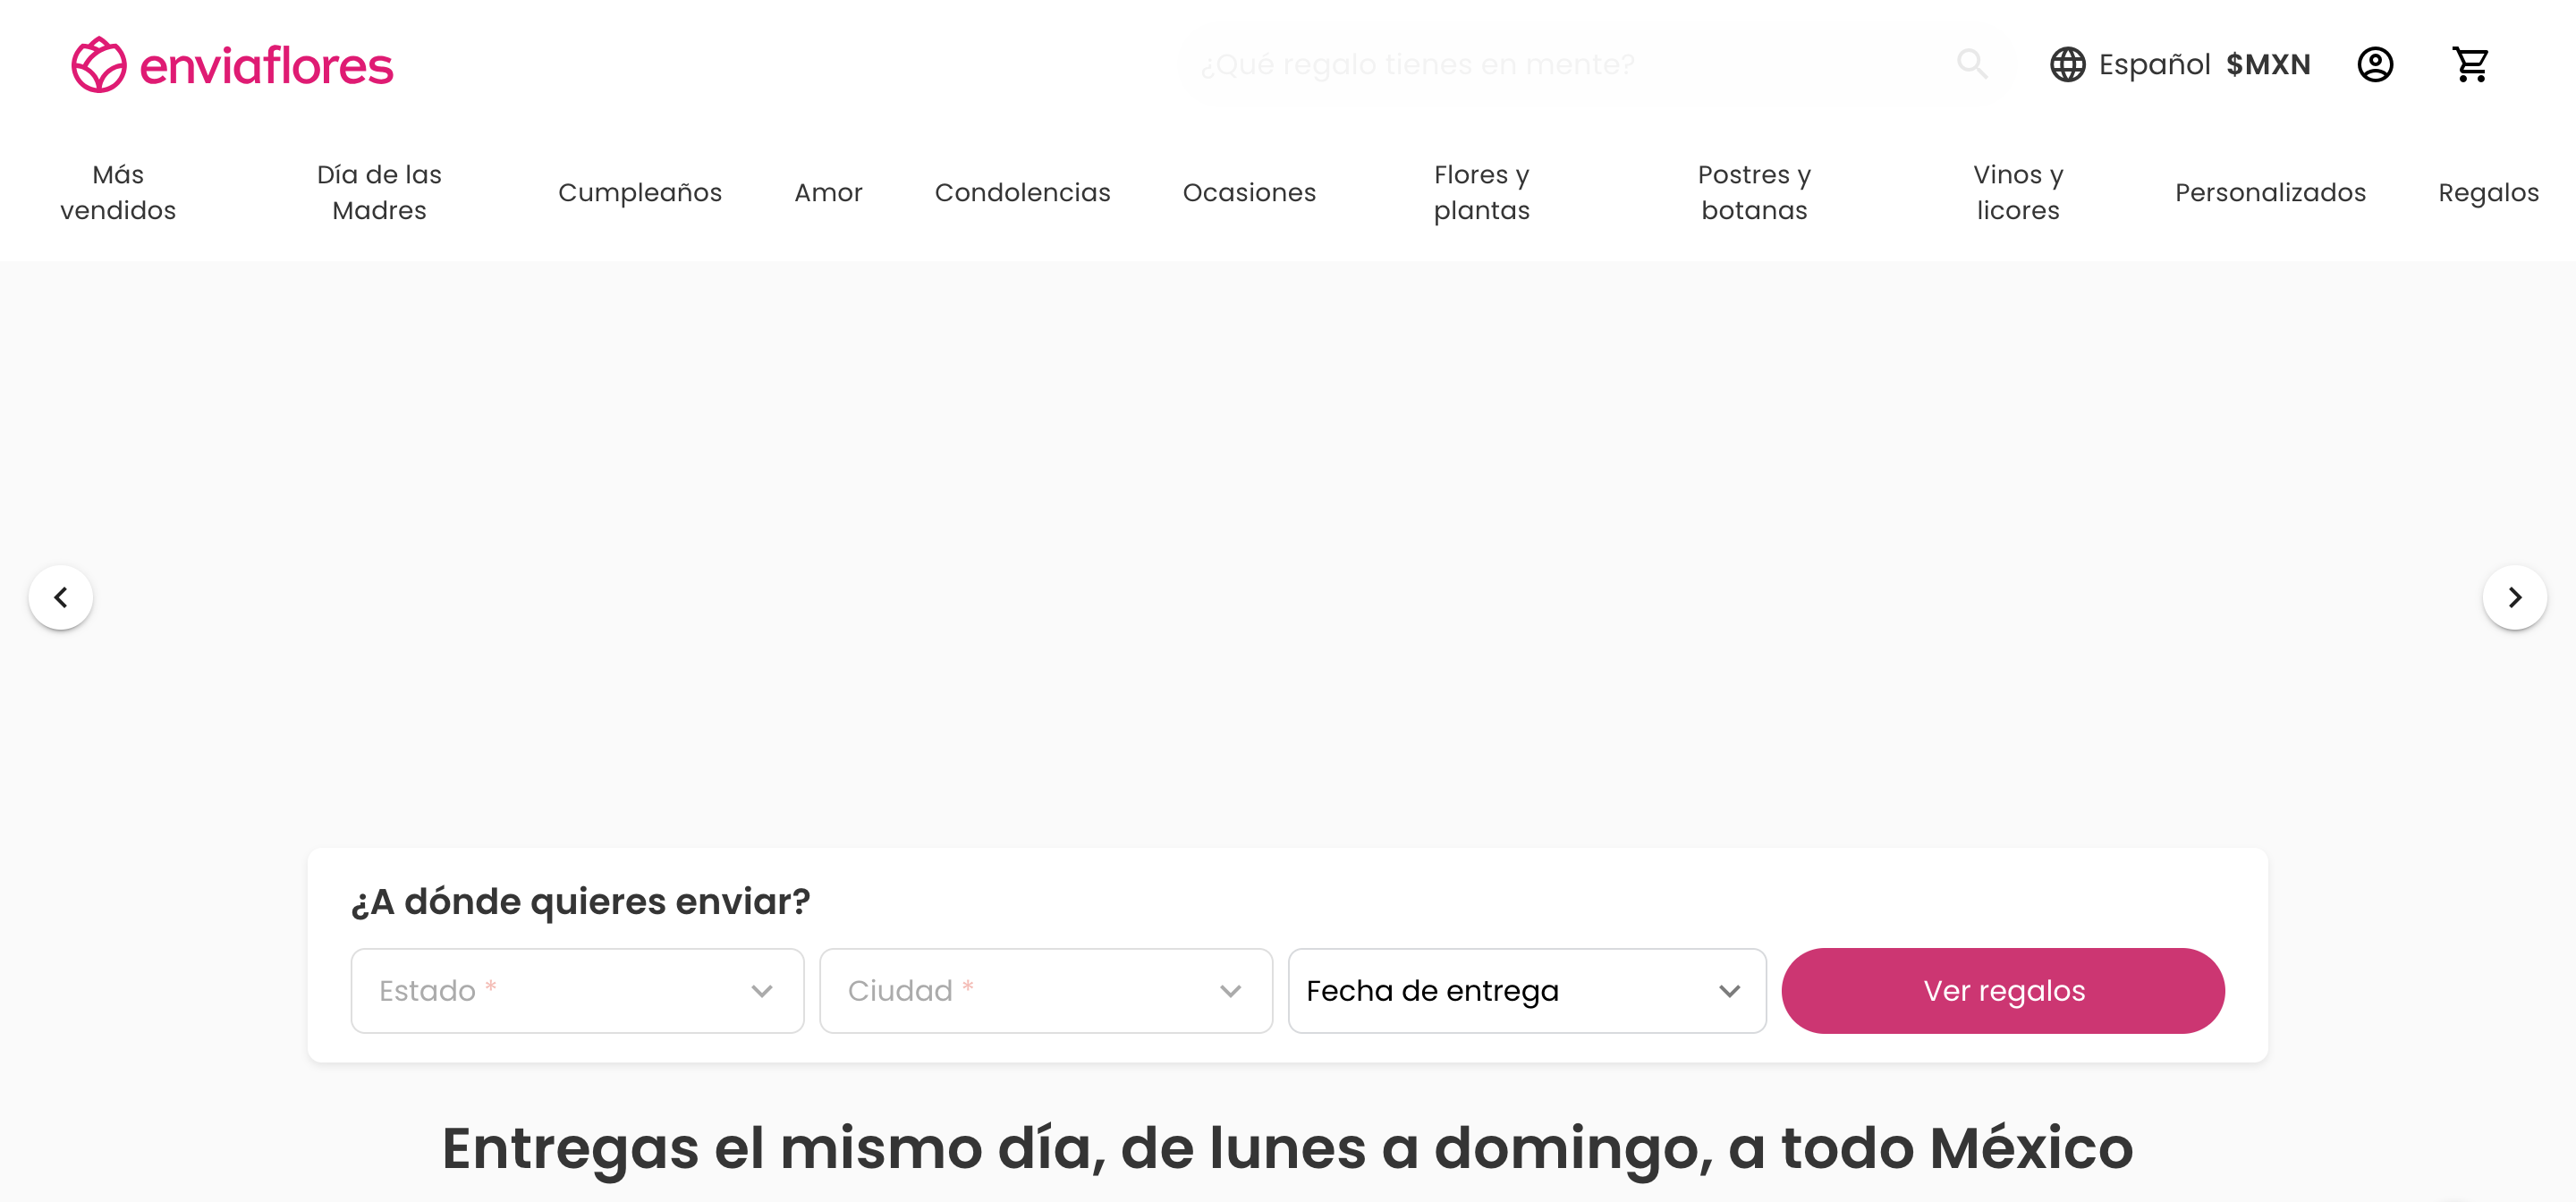 enviaflores
¿Qué regalo tienes en mente?
Español $MXN
Más
vendidos
Día de las
Madres
Cumpleaños
Amor
Condolencias
Ocasiones
Flores y
plantas
Postres y
botanas
Vinos y
licores
Personalizados
Regalos
¿A dónde quieres enviar?
Estado *
Ciudad *
Fecha de entrega
Ver regalos
Entregas el mismo día, de lunes a domingo, a todo México